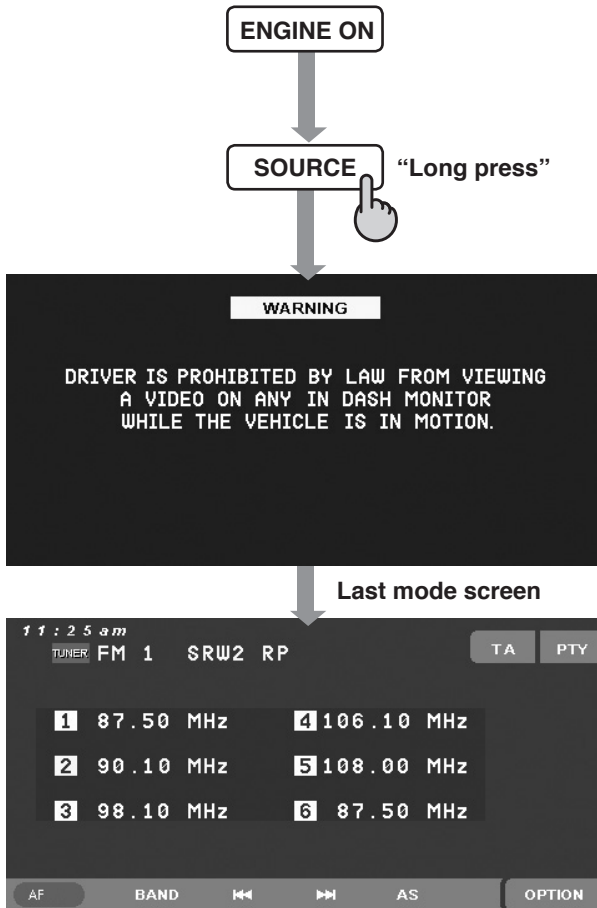 ENGINE ON
SOURCE “Long press”
WARNING
DRIVER IS PROHIBITED BY LAW FROM VIEWING
A VIDEO ON ANY IN DASH MONITOR
WHILE THE VEHICLE IS IN MOTION.
Last mode screen
11:25am
TUNER FM 1 SRW2 RP TA PTY
1 87.50 MHz 4 106.10 MHz
2 90.10 MHz 5 108.00 MHz
3 98.10 MHz 6 87.50 MHz
AF BAND AS OPTION